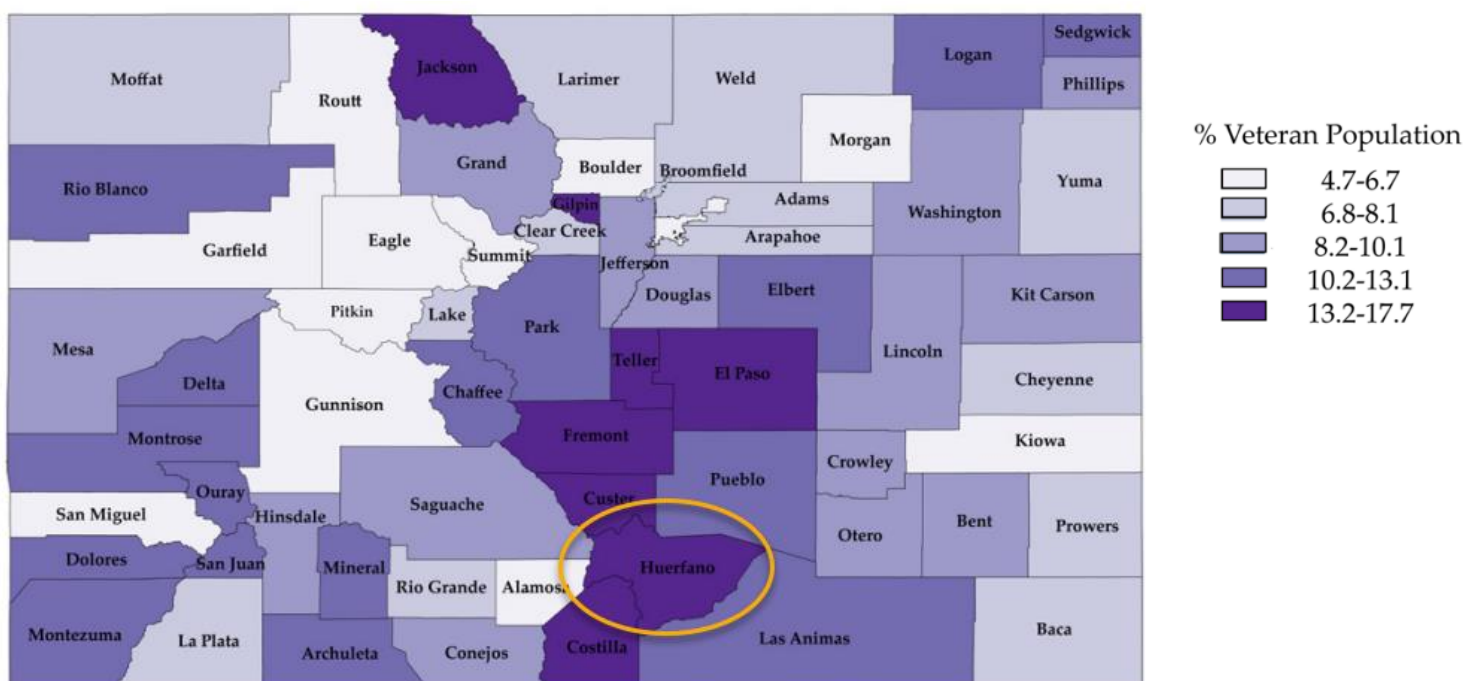 Sedgwick
Logan
Jackson
Moffat
Larimer
Weld
Phillips
Routt
% Veteran Population
Morgan
Grand
Boulder
Broomfield
4.7-6.7
Rio Blanco
Yuma
Adams
Gilpin
Washington
6.8-8.1
Clear Creek
Arapahoe
Eagle
Garfield
8.2-10.1
Summit
Jefferson
10.2-13.1
Douglas
Elbert
Kit Carson
Pitkin
Lake
13.2-17.7
Park
Mesa
Lincoln
Teller
El Paso
Cheyenne
Delta
Chaffee
Gunnison
Montrose
Fremont
Kiowa
Crowley
Pueblo
Ouray
Custer
Saguache
San Miguel
Hinsdale
Bent
Prowers
Otero
Dolores
San Juan
Mineral
Huerfano
Rio Grande
Alamosa
Montezuma
La Plata
Las Animas
Baca
Costilla
Archuleta
Conejos